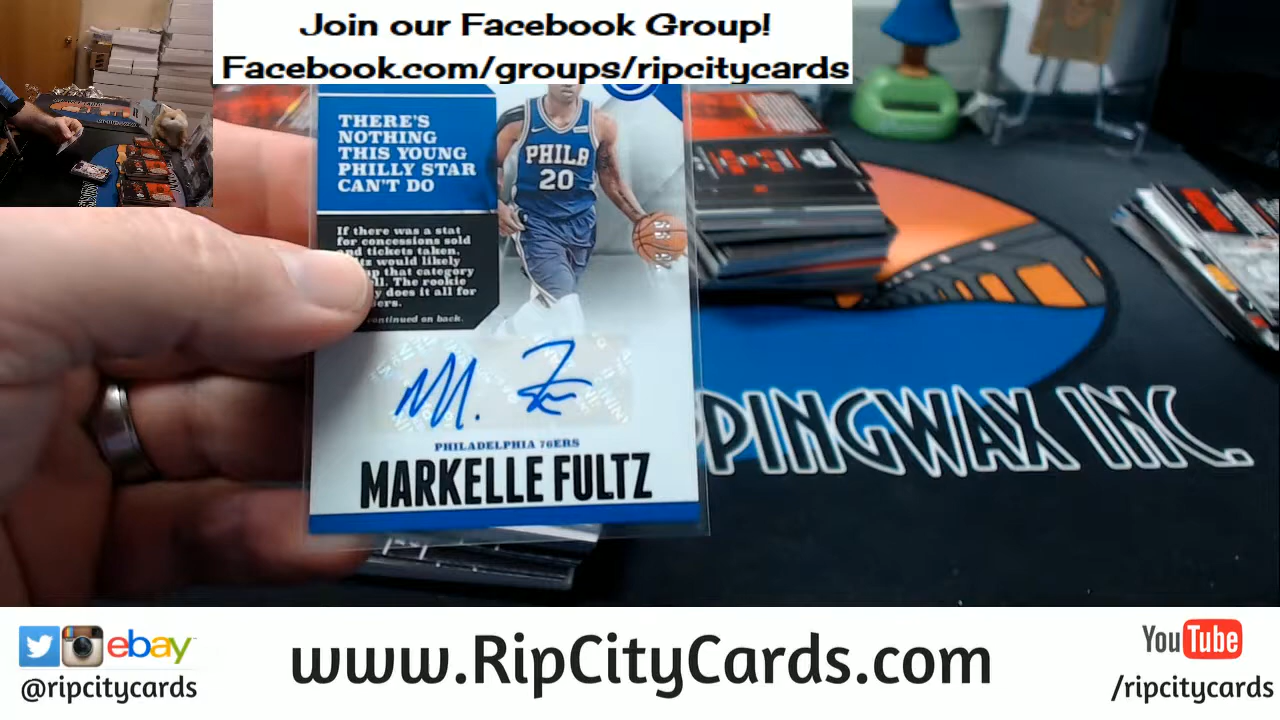 Join our Facebook Group!
Facebook.com/groups/ripcitycards
THERE'S
NOTHING
THIS YOUNG
PHILLY STAR
CAN'T DO
PHILA
20
If there was a stat
for concessions sold
and tickets taken,
would likely
up that category
The rookie
does it all for
continued on back.
M. F
PHILADELPHIA 76ERS
MARKELLE FULTZ
PPINGWAX INC.
ebay
@ripcitycards
www.RipCityCards.com
YouTube
/ripcitycards